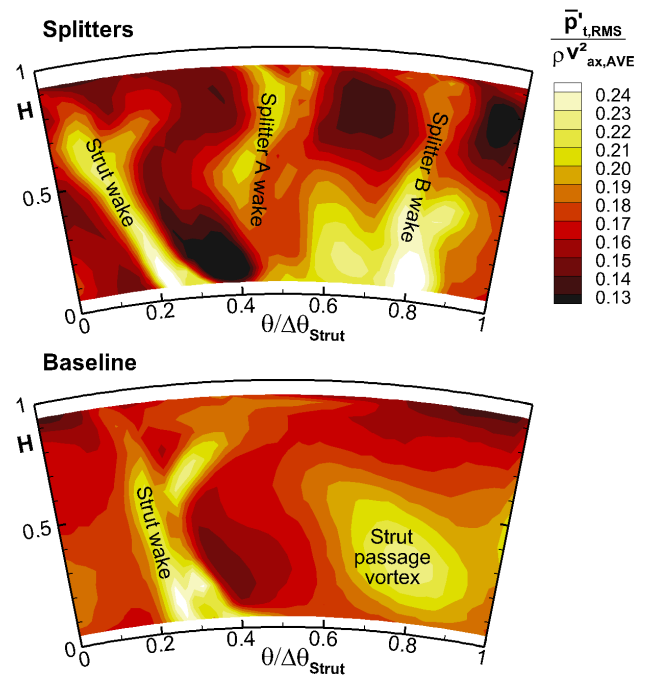 Splitters
p̄'t,RMS
ρ v²ax,AVE
1
H
0.5
0
0.2
0.4
0.6
0.8
1
θ/ΔθStrut
Strut wake
Splitter A wake
Splitter B wake
0.24
0.23
0.22
0.21
0.20
0.19
0.18
0.17
0.16
0.15
0.14
0.13
Baseline
1
H
0.5
0
0.2
0.4
0.6
0.8
1
θ/ΔθStrut
Strut wake
Strut
passage
vortex